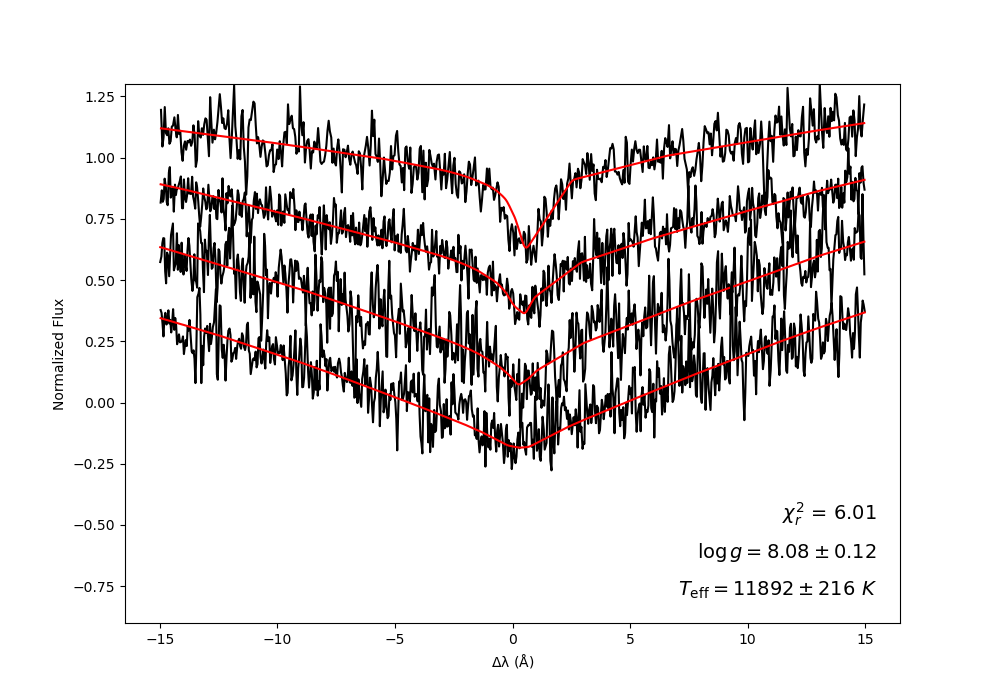 1.25
1.00
0.75
0.50
0.25
0.00
−0.25
−0.50
−0.75
Normalized Flux
χ²ᵣ = 6.01
log g = 8.08 ± 0.12
T_eff = 11892 ± 216 K
−15 −10 −5 0 5 10 15
Δλ (Å)